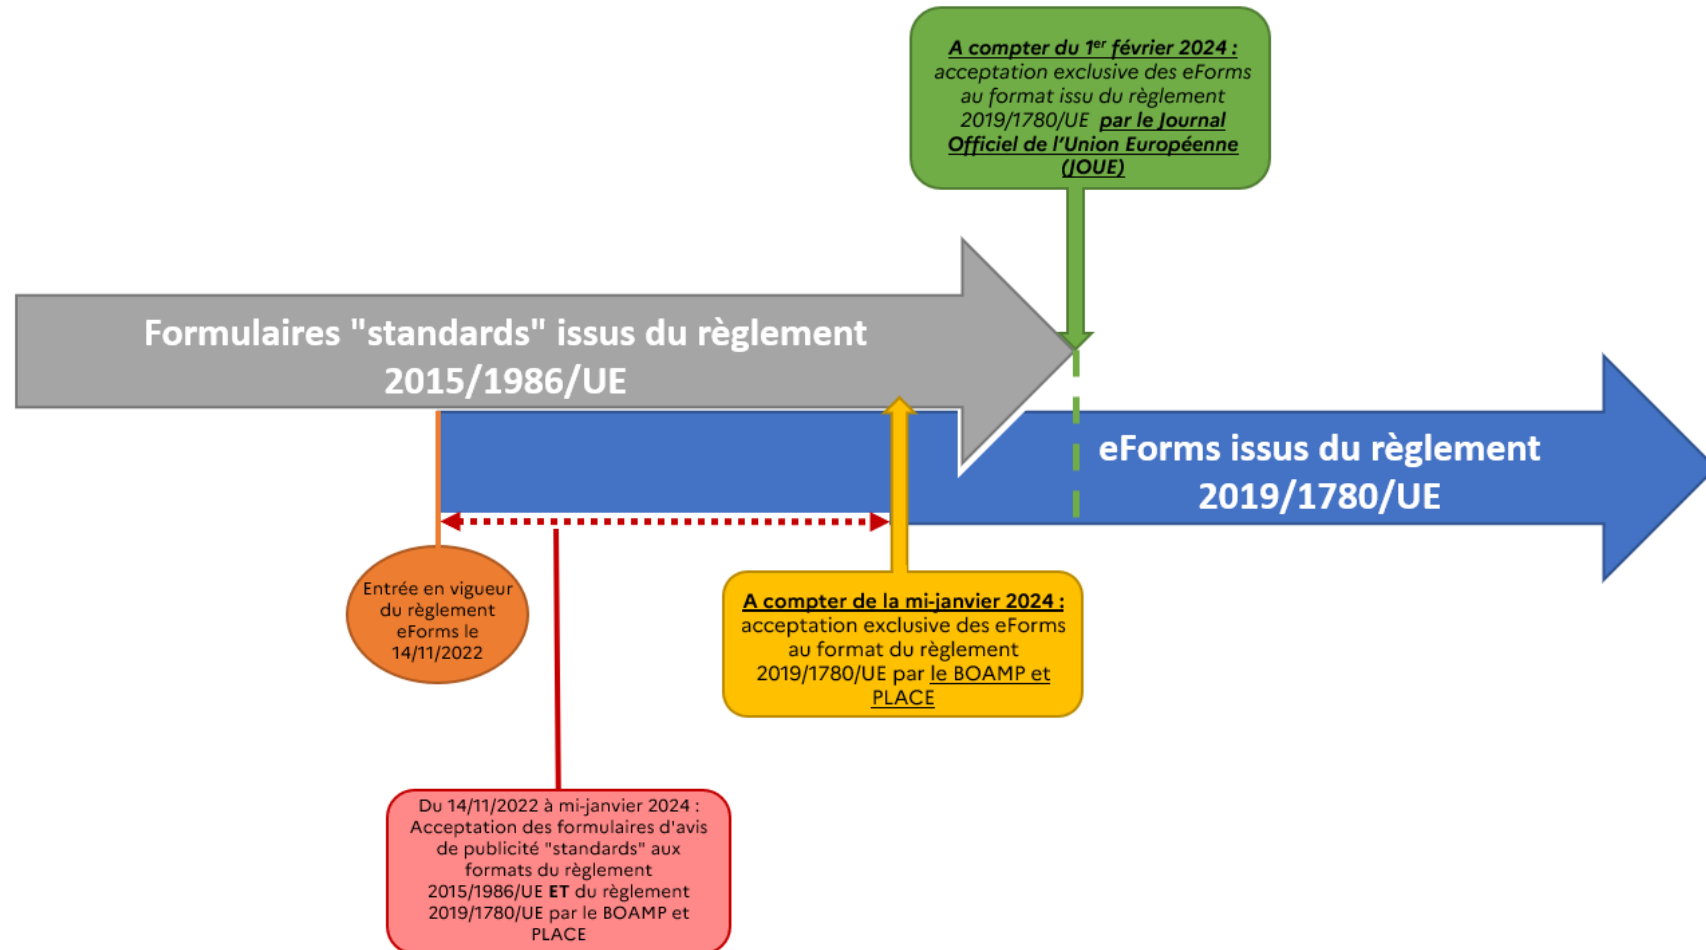 A compter du 1er février 2024 :
acceptation exclusive des eForms
au format issu du règlement
2019/1780/UE par le Journal
Officiel de l'Union Européenne
(JOUE)
Formulaires "standards" issus du règlement
2015/1986/UE
eForms issus du règlement
2019/1780/UE
Entrée en vigueur
du règlement
eForms le
14/11/2022
A compter de la mi-janvier 2024 :
acceptation exclusive des eForms
au format du règlement
2019/1780/UE par le BOAMP et
PLACE
Du 14/11/2022 à mi-janvier 2024 :
Acceptation des formulaires d'avis
de publicité "standards" aux
formats du règlement
2015/1986/UE ET du règlement
2019/1780/UE par le BOAMP et
PLACE